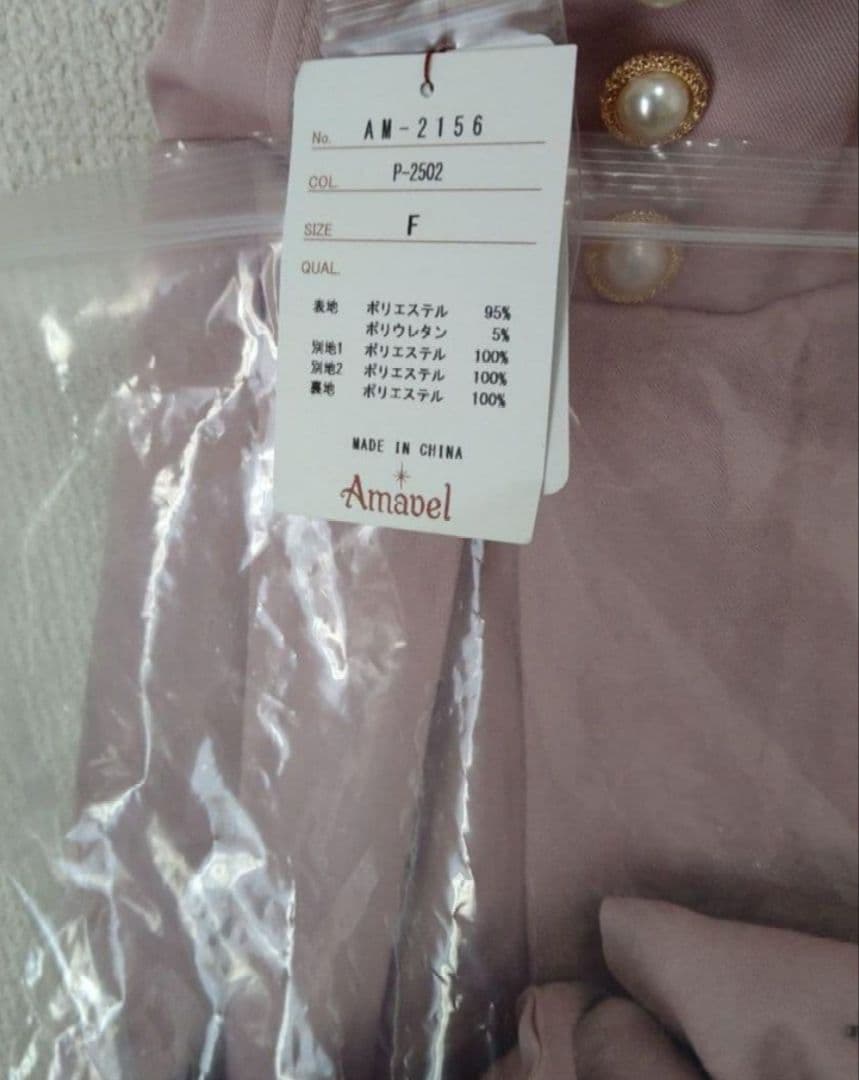 No. AM-2156
COL. P-2502
SIZE F
QUAL.
表地 ポリエステル 95%
ポリウレタン 5%
別地1 ポリエステル 100%
別地2 ポリエステル 100%
裏地 ポリエステル 100%
MADE IN CHINA
Amavel